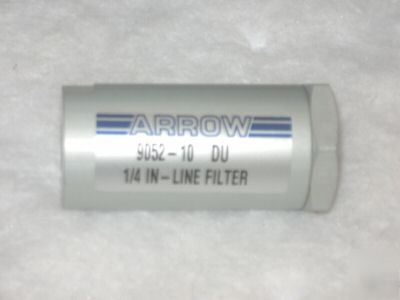 ARROW
9052-10 DU
1/4 IN-LINE FILTER